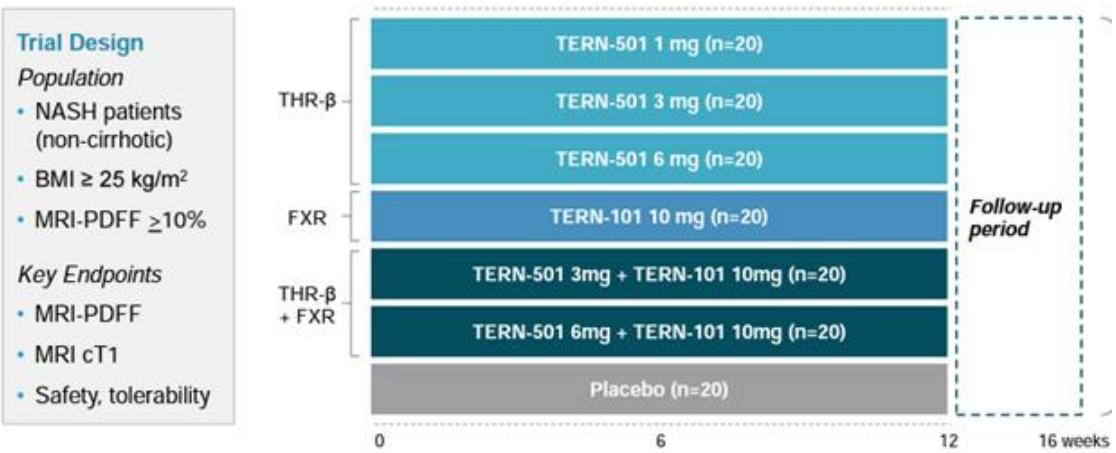 Trial Design
Population
• NASH patients
(non-cirrhotic)
• BMI ≥ 25 kg/m²
• MRI-PDFF ≥10%
Key Endpoints
• MRI-PDFF
• MRI cT1
• Safety, tolerability
THR-β
TERN-501 1 mg (n=20)
TERN-501 3 mg (n=20)
TERN-501 6 mg (n=20)
FXR
TERN-101 10 mg (n=20)
THR-β
+ FXR
TERN-501 3mg + TERN-101 10mg (n=20)
TERN-501 6mg + TERN-101 10mg (n=20)
Placebo (n=20)
Follow-up
period
0
6
12
16 weeks